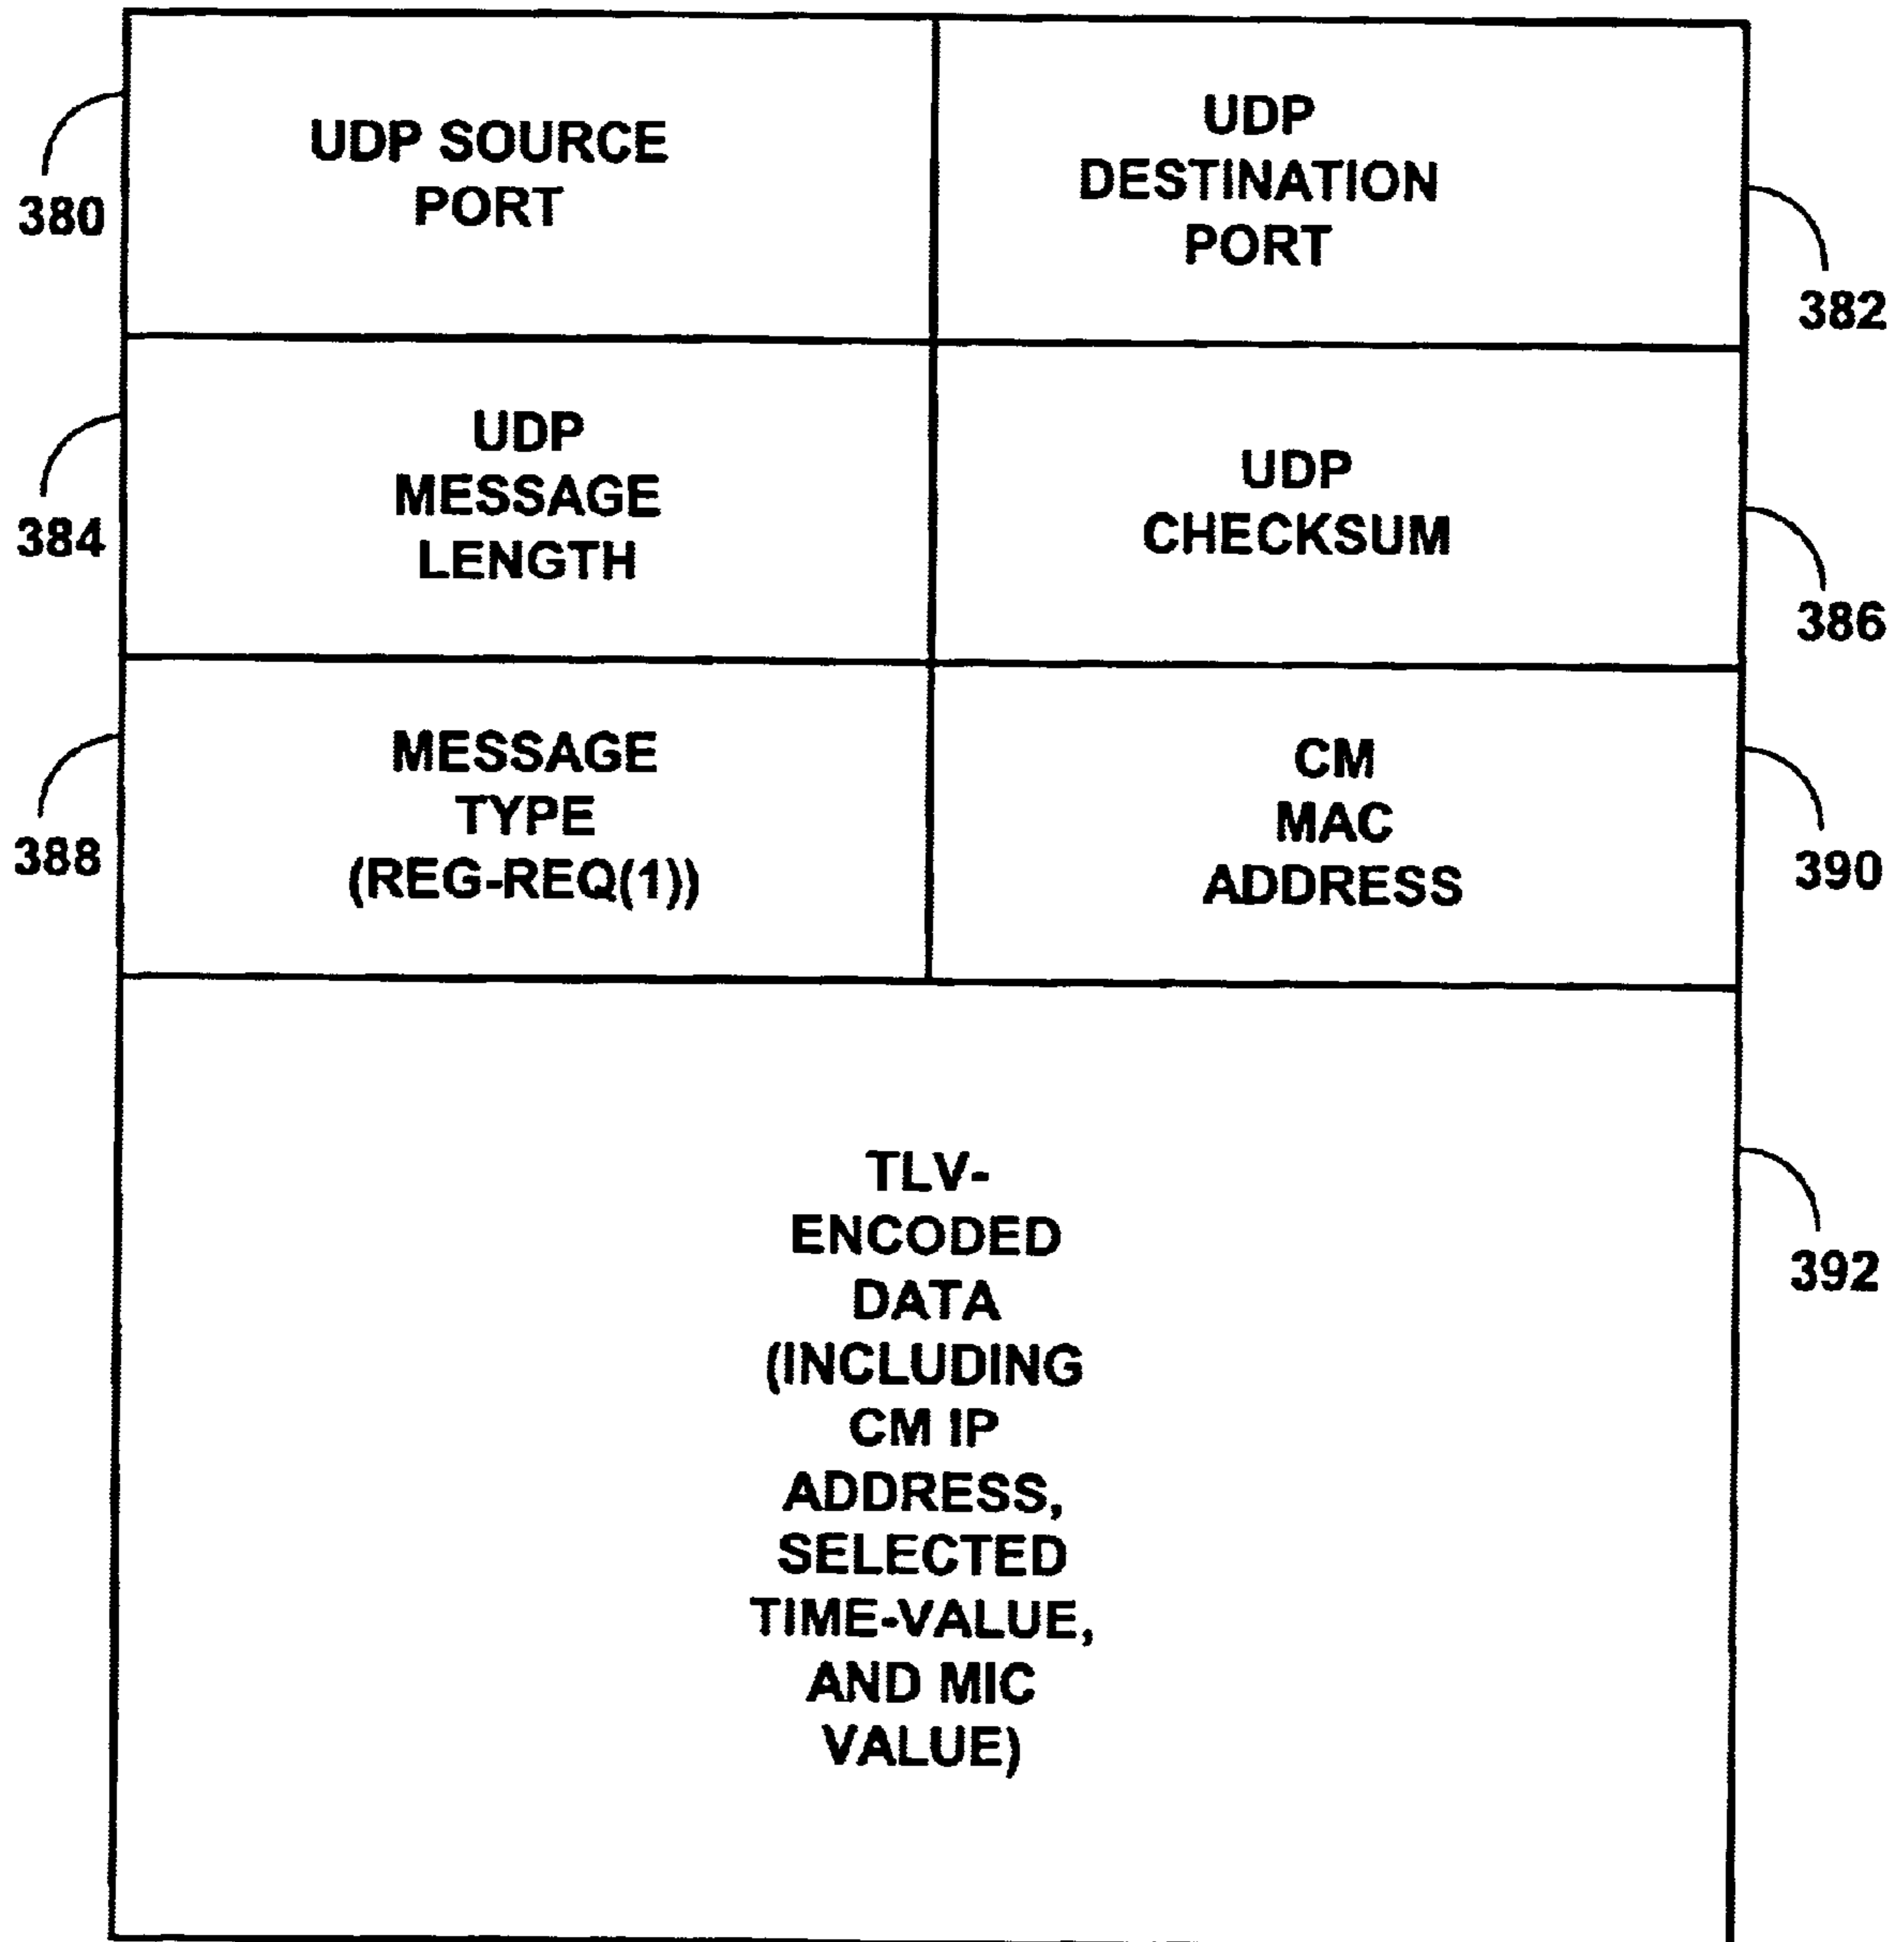 UDP SOURCE
PORT
380
UDP
DESTINATION
PORT
382
UDP
MESSAGE
LENGTH
384
UDP
CHECKSUM
386
MESSAGE
TYPE
(REG-REQ(1))
388
CM
MAC
ADDRESS
390
TLV-
ENCODED
DATA
(INCLUDING
CM IP
ADDRESS,
SELECTED
TIME-VALUE,
AND MIC
VALUE)
392